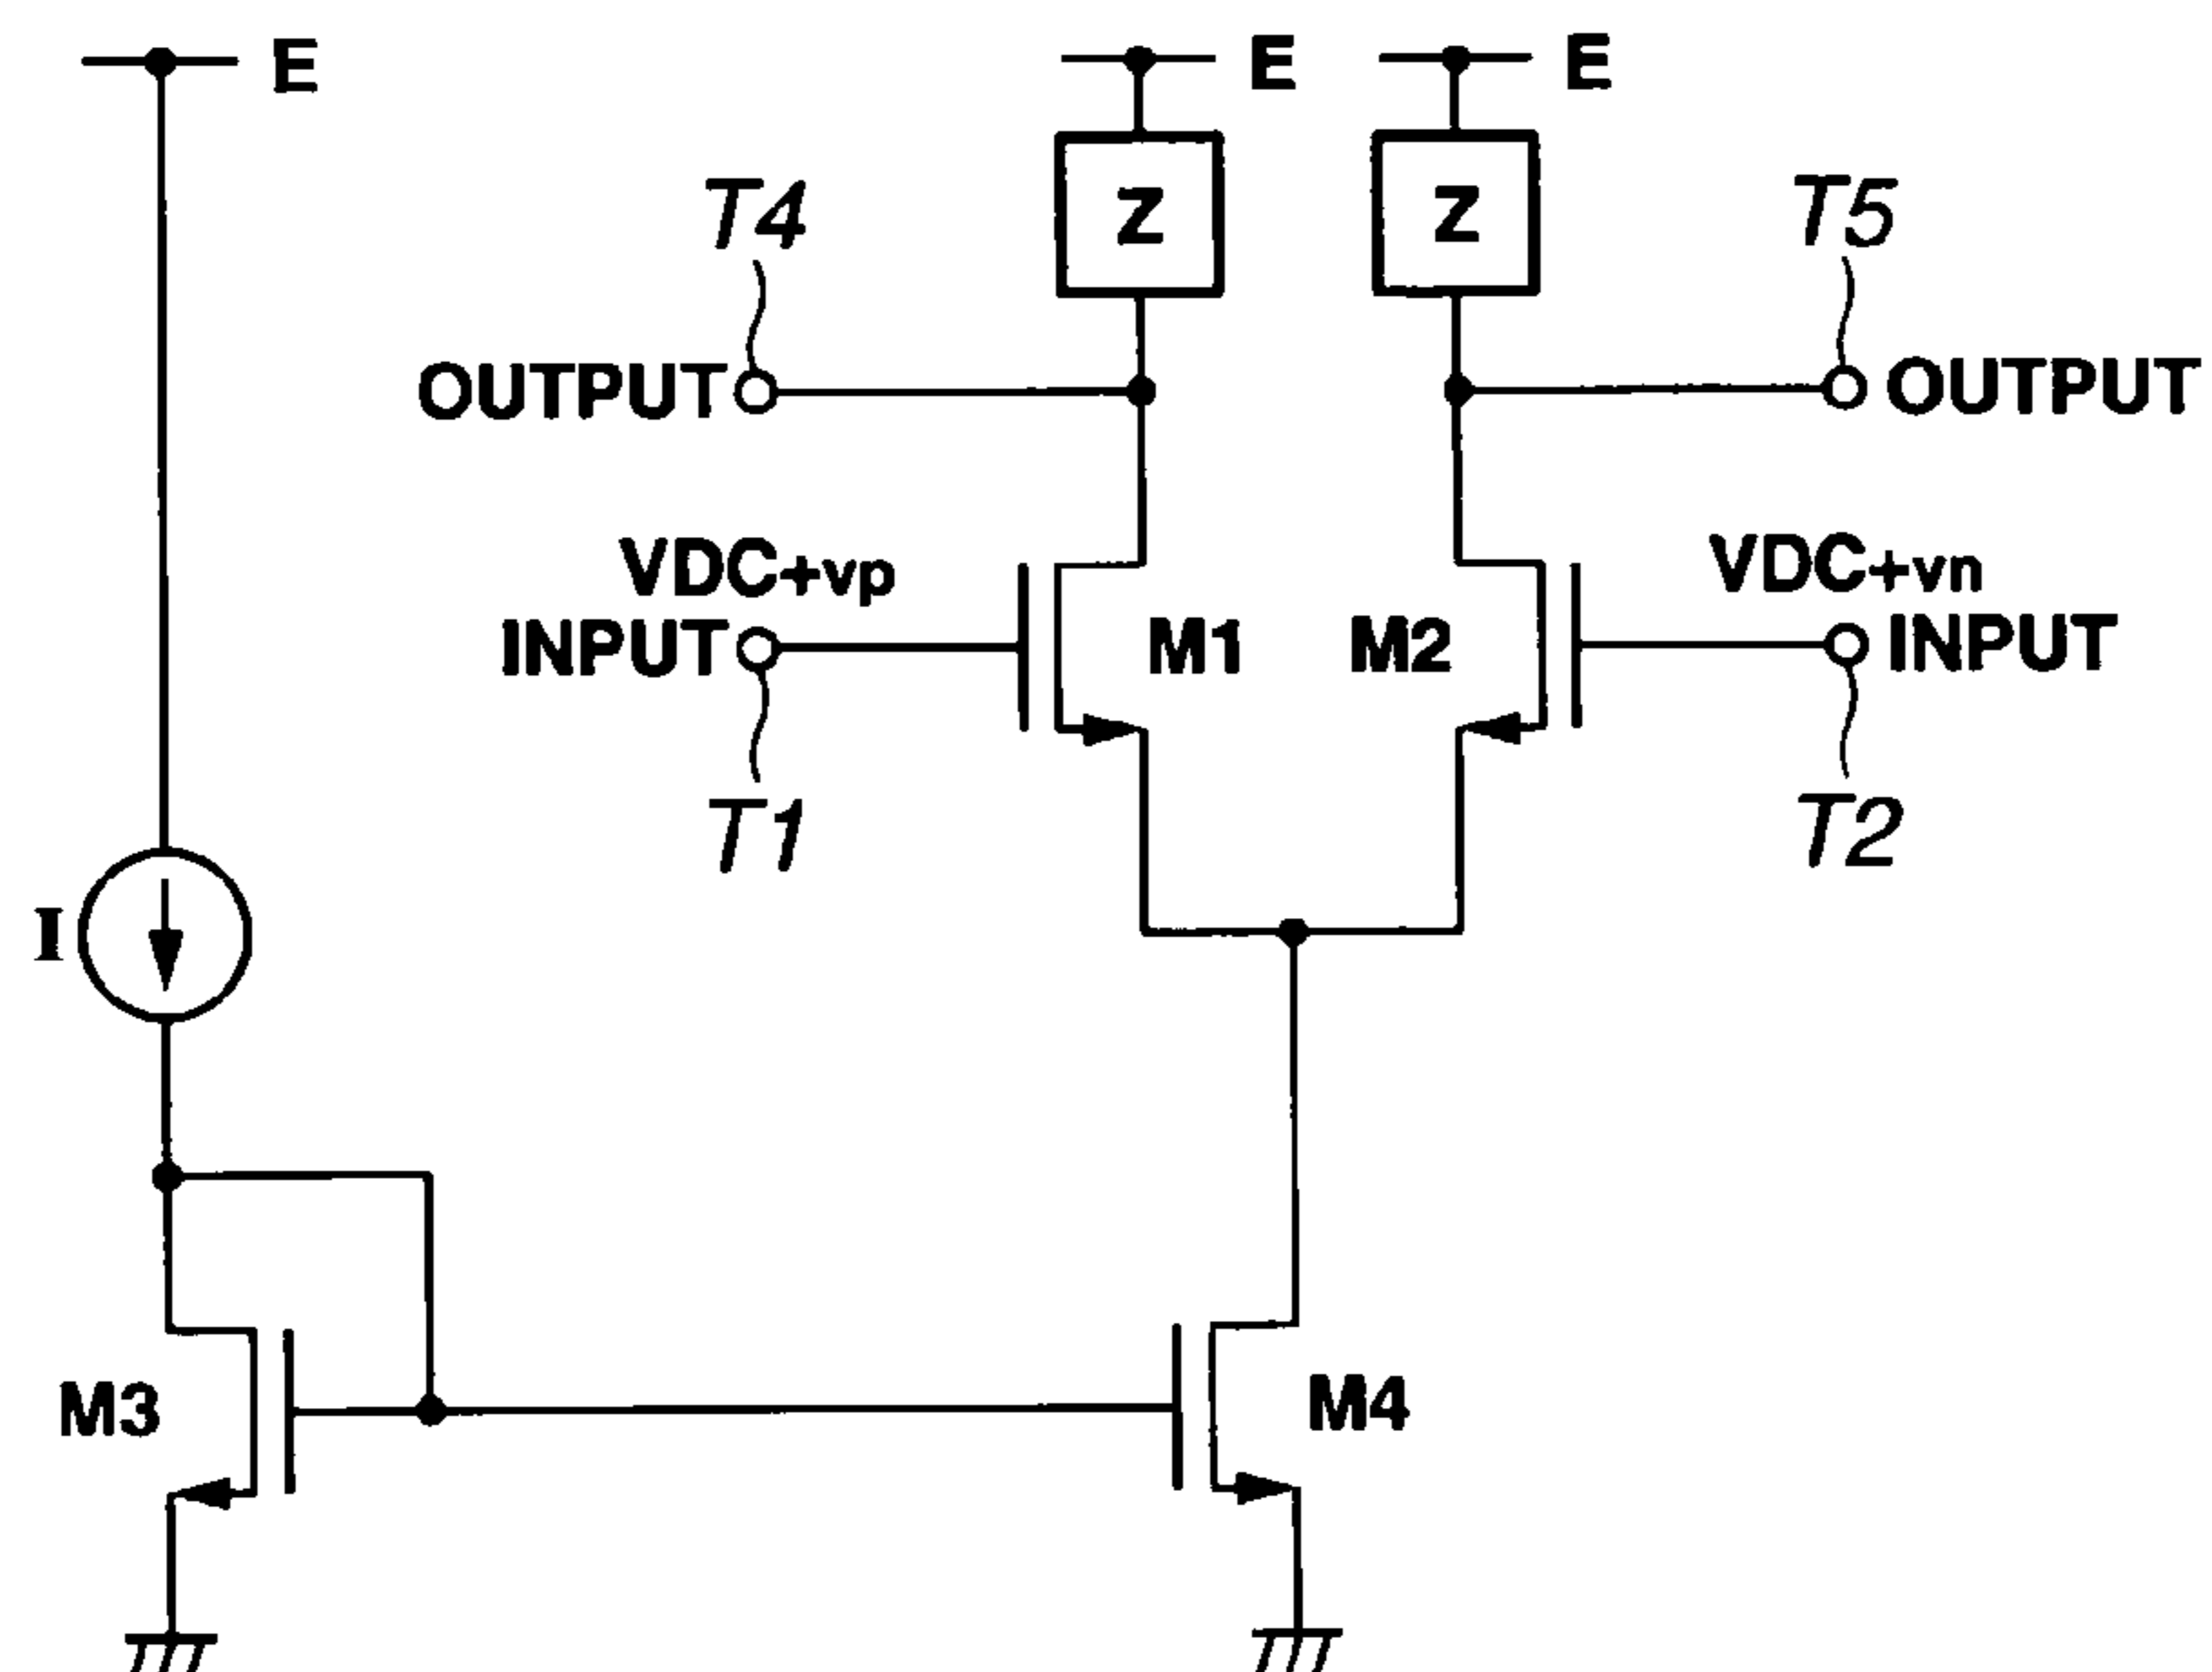 E
E
E
Z
Z
T4
T5
OUTPUT
OUTPUT
VDC+vp
VDC+vn
INPUT
M1
M2
INPUT
T1
T2
I
M3
M4